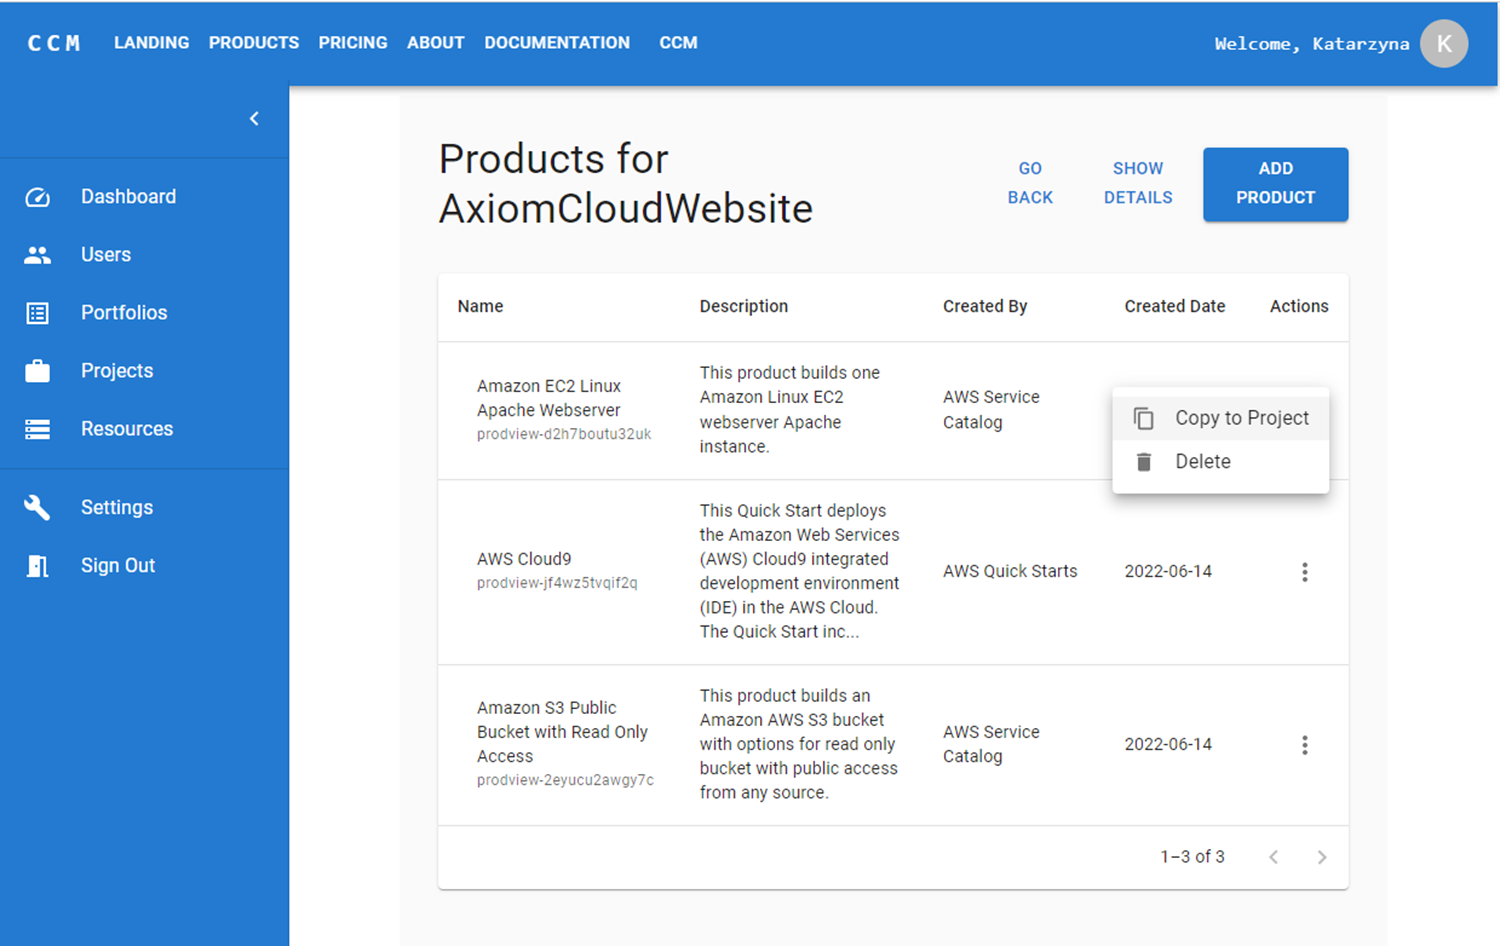 CCM LANDING PRODUCTS PRICING ABOUT DOCUMENTATION CCM Welcome, Katarzyna K
Dashboard
Users
Portfolios
Projects
Resources
Settings
Sign Out
Products for
AxiomCloudWebsite
GO
BACK
SHOW
DETAILS
ADD
PRODUCT
Name Description Created By Created Date Actions
Amazon EC2 Linux
Apache Webserver
prodview-d2h7boutu32uk
This product builds one
Amazon Linux EC2
webserver Apache
instance.
AWS Service
Catalog
Copy to Project
Delete
AWS Cloud9
prodview-jf4wz5tvqif2q
This Quick Start deploys
the Amazon Web Services
(AWS) Cloud9 integrated
development environment
(IDE) in the AWS Cloud.
The Quick Start inc...
AWS Quick Starts
2022-06-14
Amazon S3 Public
Bucket with Read Only
Access
prodview-2eyucu2awgy7c
This product builds an
Amazon AWS S3 bucket
with options for read only
bucket with public access
from any source.
AWS Service
Catalog
2022-06-14
1–3 of 3